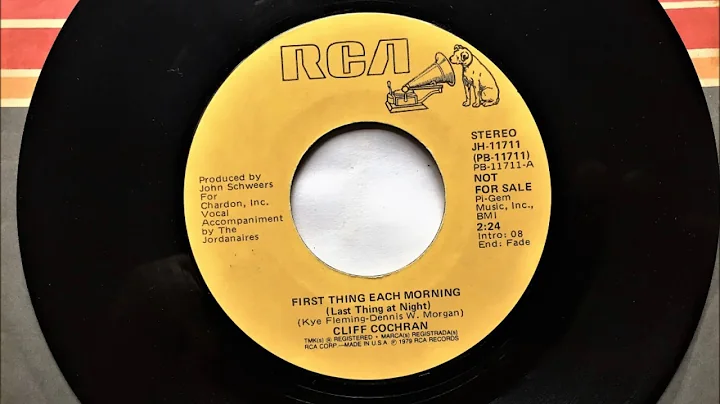 RCA
Produced by
John Schweers
For
Chardon, Inc.
Vocal
Accompaniment
by The
Jordanaires
STEREO
JH-11711
(PB-11711)
PB-11711-A
NOT
FOR SALE
Pi-Gem
Music, Inc.,
BMI
2:24
Intro: 08
End: Fade
FIRST THING EACH MORNING
(Last Thing at Night)
(Kye Fleming-Dennis W. Morgan)
CLIFF COCHRAN
TMK(s) ® REGISTERED • MARCA(s) REGISTRADA(s)
RCA CORP.—MADE IN U.S.A ℗ 1979 RCA RECORDS